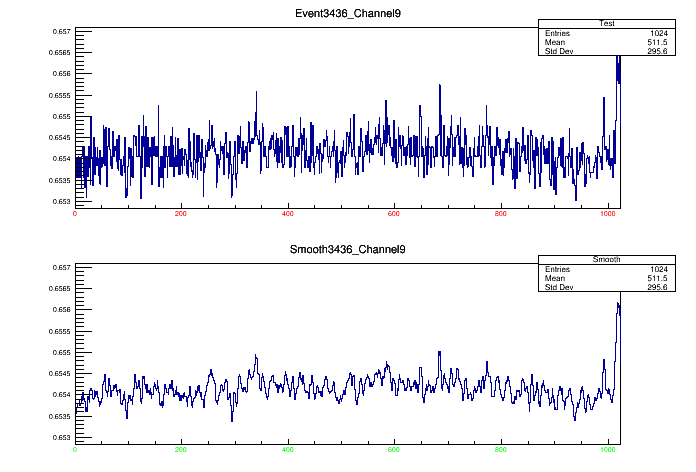 Event3436_Channel9
Test
Entries 1024
Mean 511.5
Std Dev 295.6
0.657
0.6565
0.656
0.6555
0.655
0.6545
0.654
0.6535
0.653
0 200 400 600 800 1000
Smooth3436_Channel9
Smooth
Entries 1024
Mean 511.5
Std Dev 295.6
0.657
0.6565
0.656
0.6555
0.655
0.6545
0.654
0.6535
0.653
0 200 400 600 800 1000